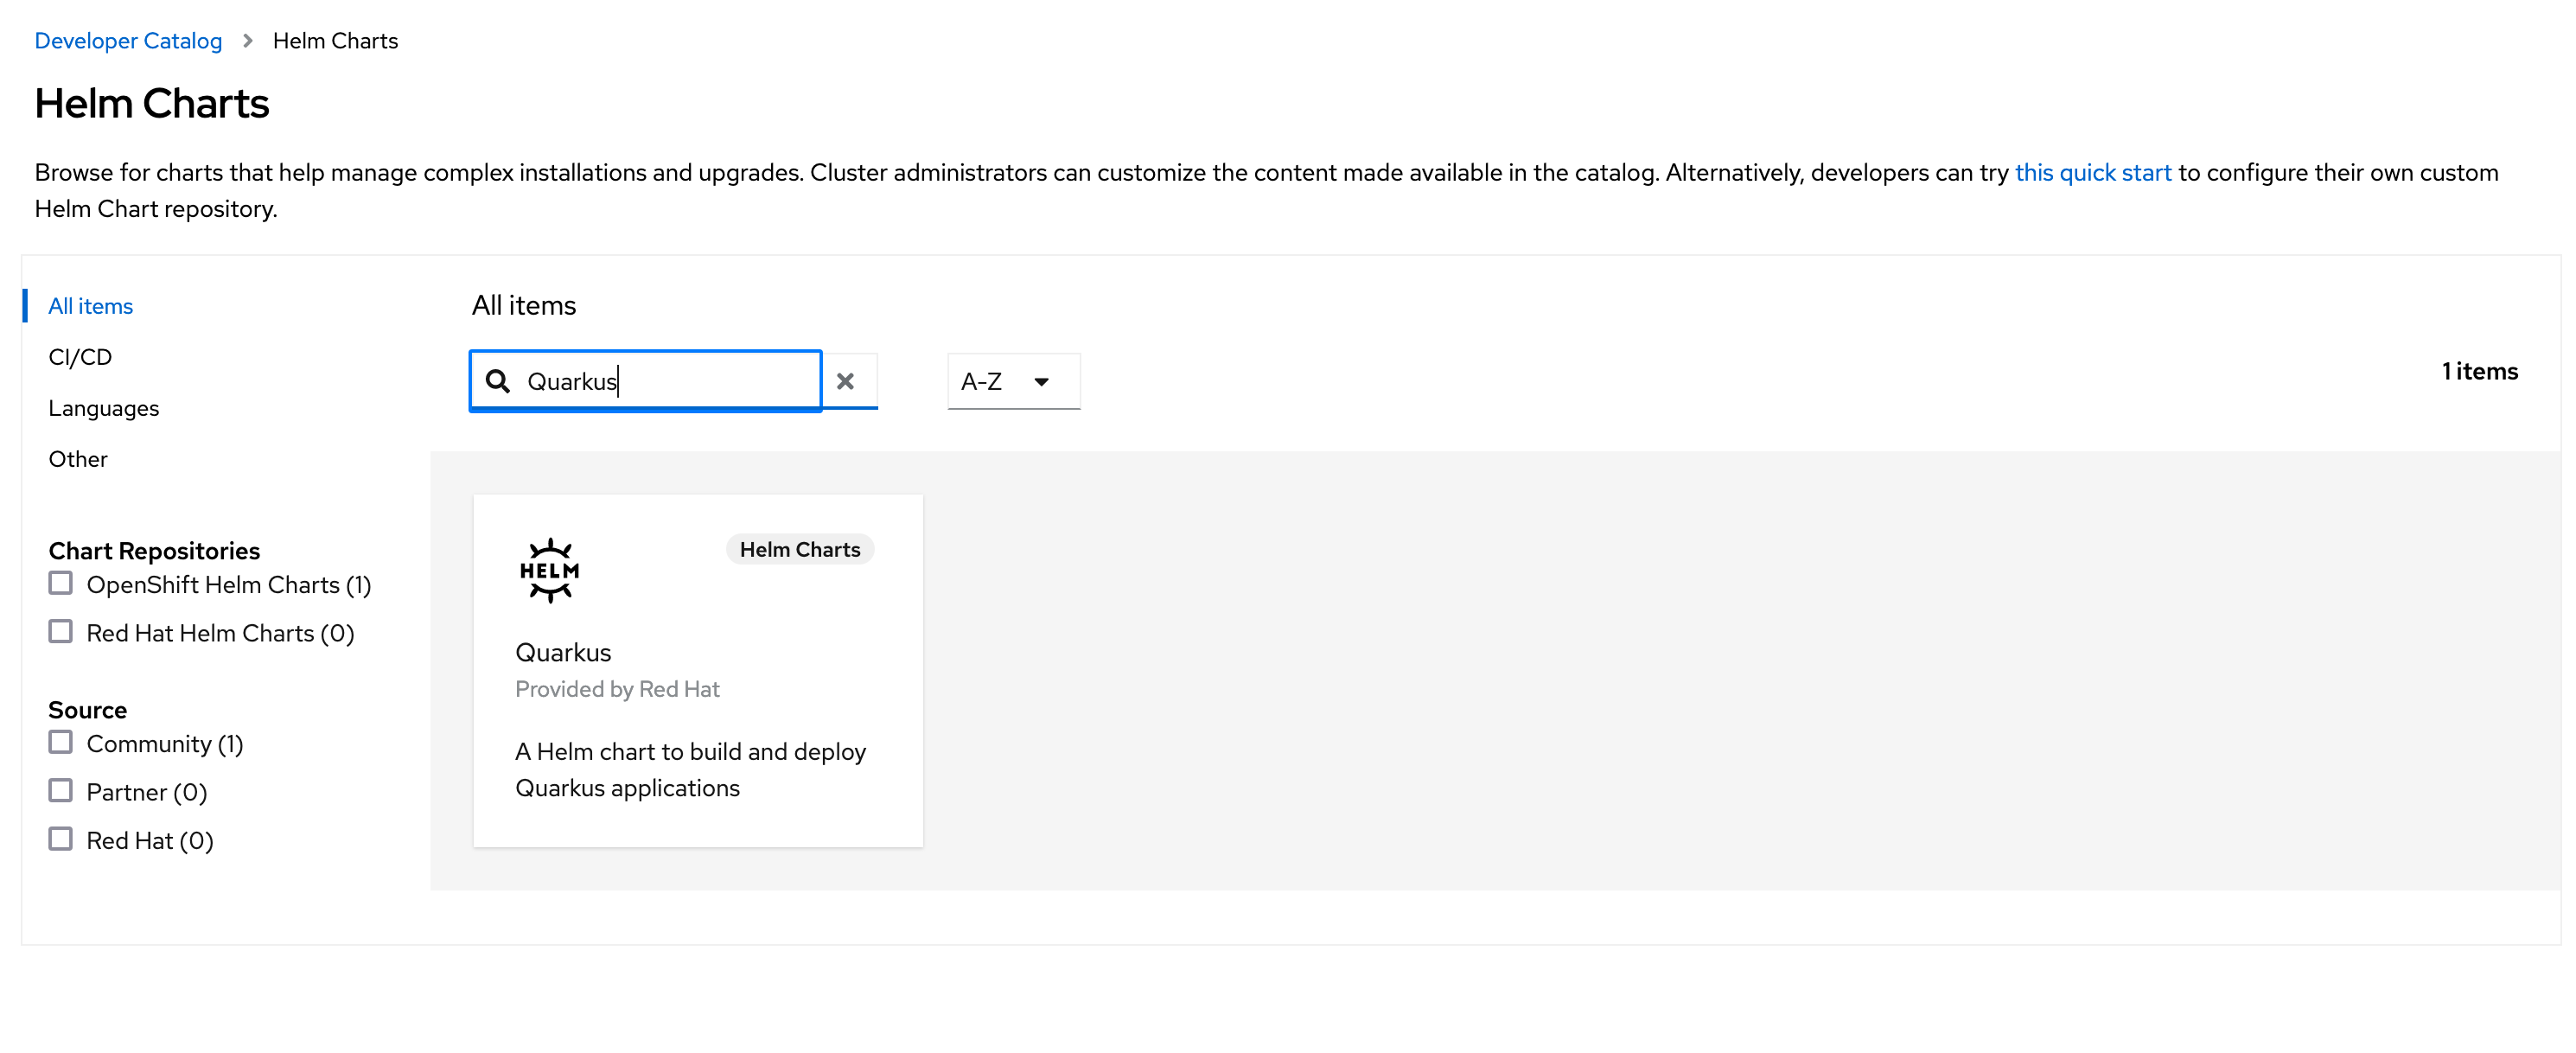 Developer Catalog > Helm Charts
Helm Charts
Browse for charts that help manage complex installations and upgrades. Cluster administrators can customize the content made available in the catalog. Alternatively, developers can try this quick start to configure their own custom
Helm Chart repository.
All items
CI/CD
Languages
Other
Chart Repositories
OpenShift Helm Charts (1)
Red Hat Helm Charts (0)
Source
Community (1)
Partner (0)
Red Hat (0)
All items
Quarkus
A-Z
1 items
HELM
Helm Charts
Quarkus
Provided by Red Hat
A Helm chart to build and deploy
Quarkus applications